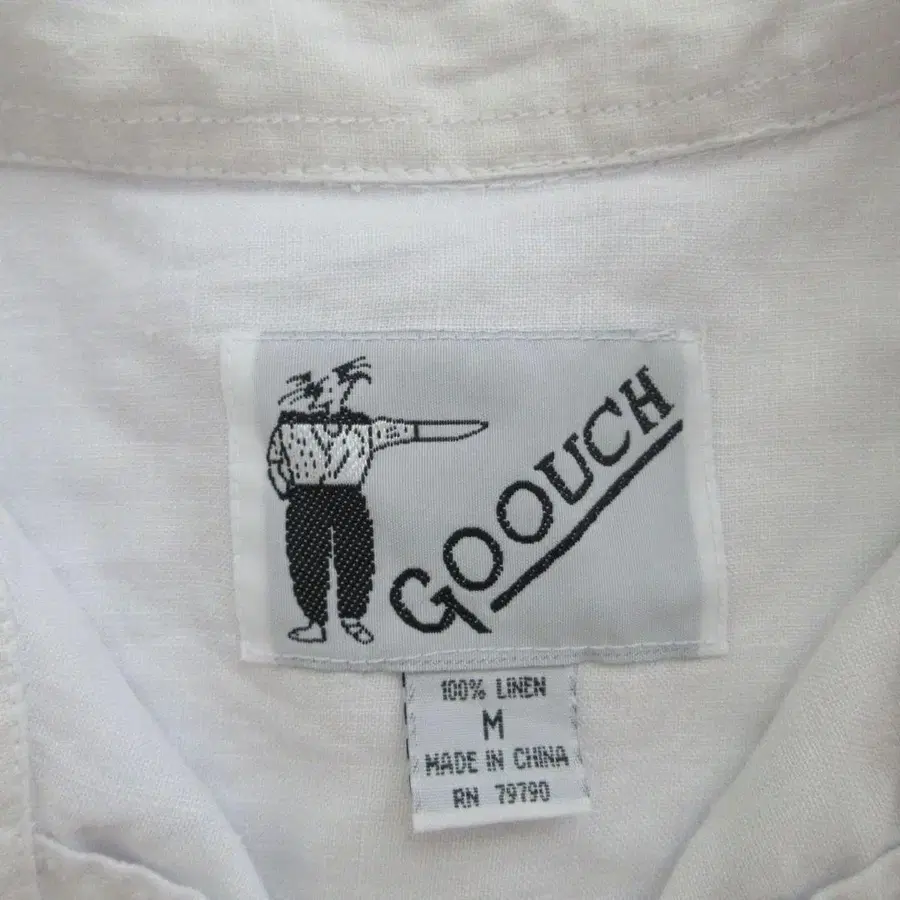 GOOUCH
100% LINEN
M
MADE IN CHINA
RN 79790